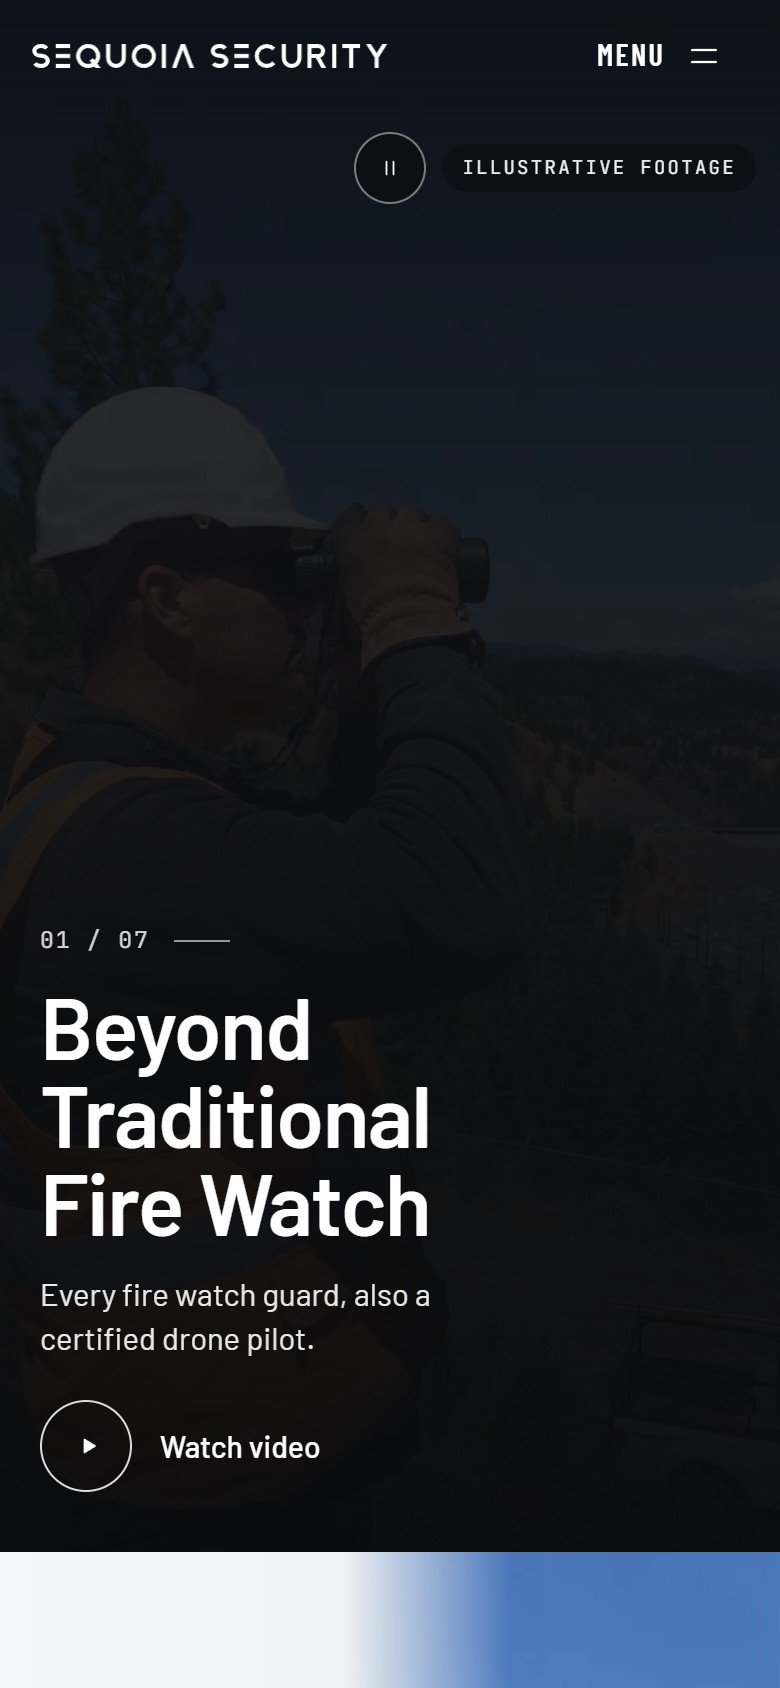 SEQUOIA SECURITY
MENU
ILLUSTRATIVE FOOTAGE
01 / 07
Beyond
Traditional
Fire Watch
Every fire watch guard, also a
certified drone pilot.
Watch video